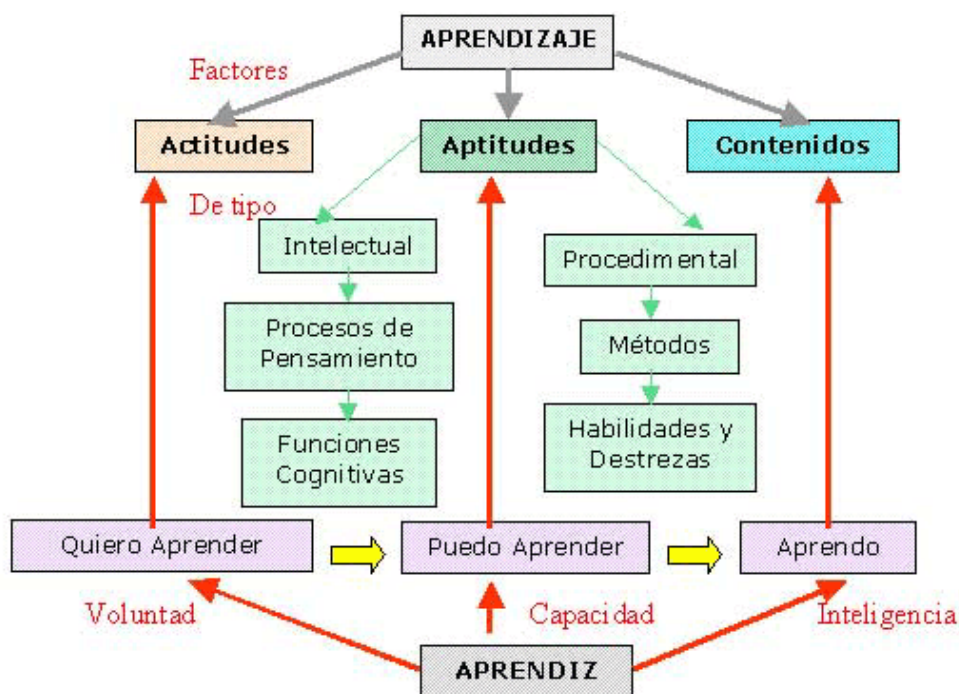 APRENDIZAJE
Factores
Actitudes
Aptitudes
Contenidos
De tipo
Intelectual
Procedimental
Procesos de
Pensamiento
Métodos
Funciones
Cognitivas
Habilidades y
Destrezas
Quiero Aprender
Puedo Aprender
Aprendo
Voluntad
Capacidad
Inteligencia
APRENDIZ